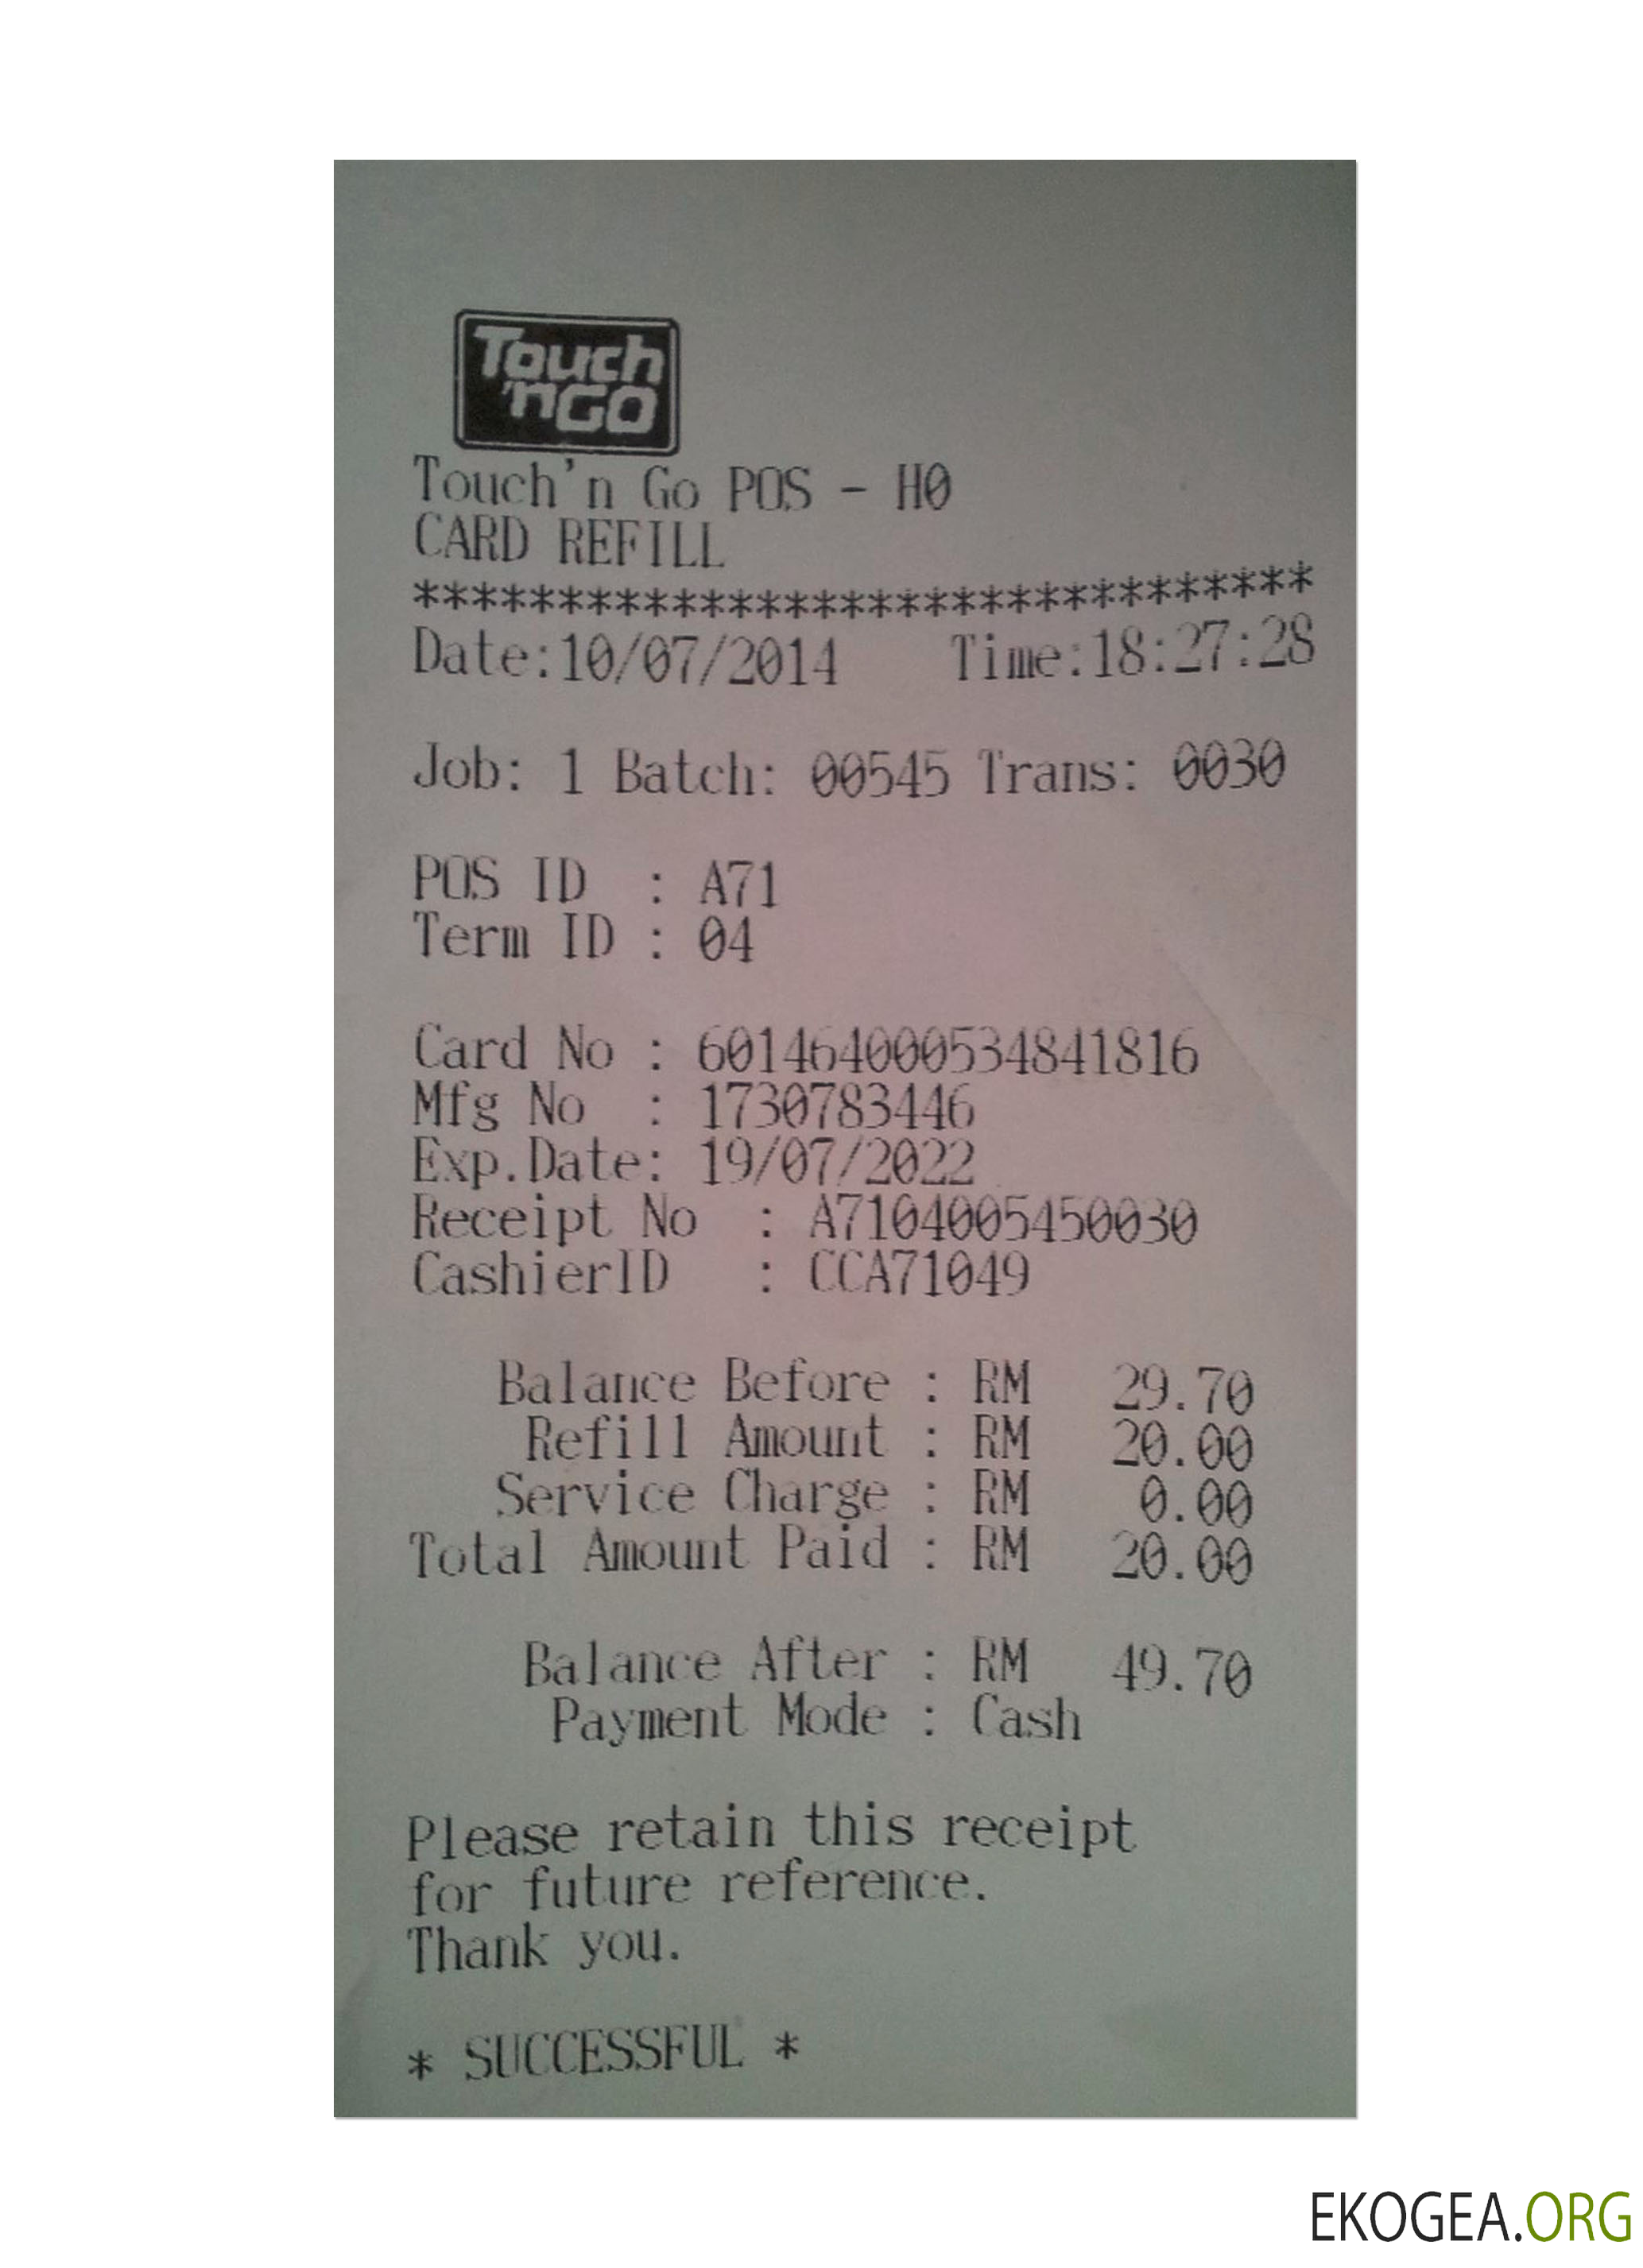 Touch
'nGO
Touch'n Go POS - HQ
CARD REFILL
********************************
Date:10/07/2014 Time:18:27:28
Job: 1 Batch: 00545 Trans: 0030
POS ID : A71
Term ID : 04
Card No : 601464000534841816
Mfg No : 1730783446
Exp.Date: 19/07/2022
Receipt No : A7104005450030
CashierID : CCA71049
Balance Before : RM 29.70
Refill Amount : RM 20.00
Service Charge : RM 0.00
Total Amount Paid : RM 20.00
Balance After : RM 49.70
Payment Mode : Cash
Please retain this receipt
for future reference.
Thank you.
* SUCCESSFUL *
EKOGEA.ORG